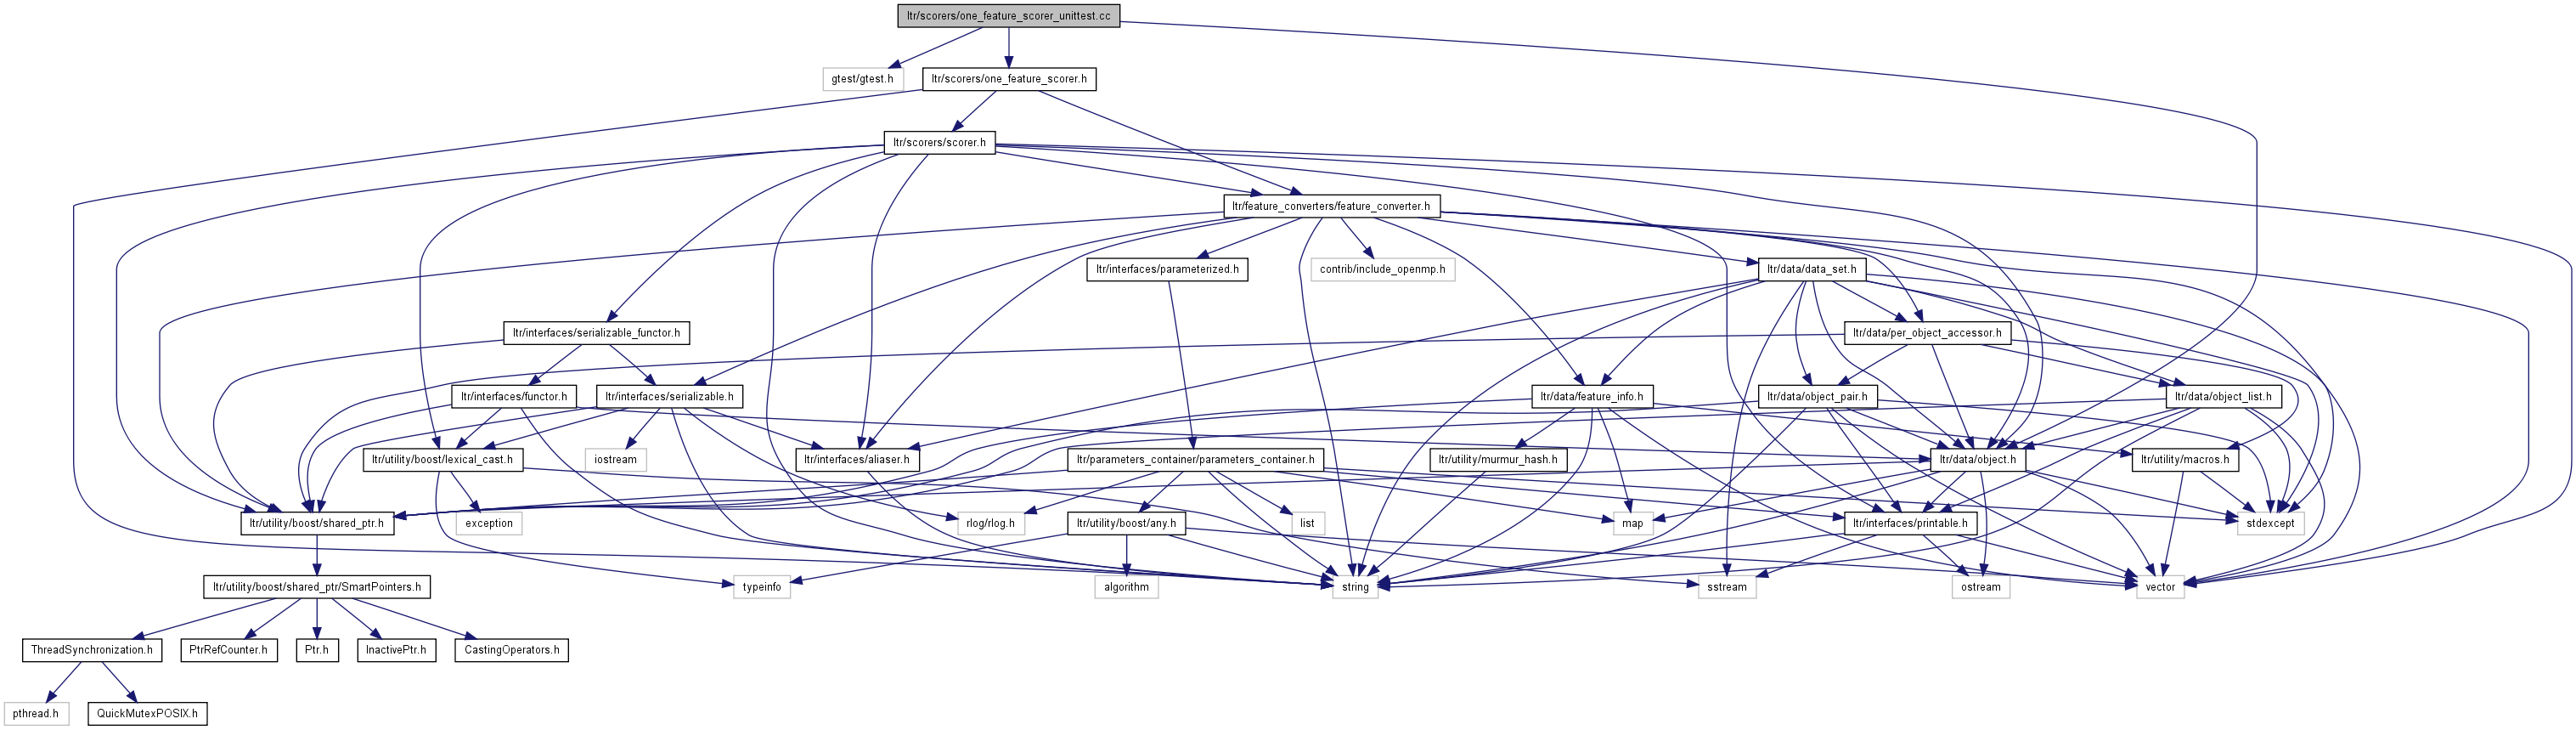 ltr/scorers/one_feature_scorer_unittest.cc
gtest/gtest.h
ltr/scorers/one_feature_scorer.h
ltr/scorers/scorer.h
ltr/feature_converters/feature_converter.h
ltr/interfaces/parameterized.h
contrib/include_openmp.h
ltr/data/data_set.h
ltr/interfaces/serializable_functor.h
ltr/data/per_object_accessor.h
ltr/interfaces/functor.h
ltr/interfaces/serializable.h
ltr/data/feature_info.h
ltr/data/object_pair.h
ltr/data/object_list.h
ltr/utility/boost/lexical_cast.h
iostream
ltr/interfaces/aliaser.h
ltr/parameters_container/parameters_container.h
ltr/utility/murmur_hash.h
ltr/data/object.h
ltr/utility/macros.h
ltr/utility/boost/shared_ptr.h
exception
rlog/rlog.h
ltr/utility/boost/any.h
list
map
ltr/interfaces/printable.h
stdexcept
ltr/utility/boost/shared_ptr/SmartPointers.h
typeinfo
algorithm
string
sstream
ostream
vector
ThreadSynchronization.h
PtrRefCounter.h
Ptr.h
InactivePtr.h
CastingOperators.h
pthread.h
QuickMutexPOSIX.h